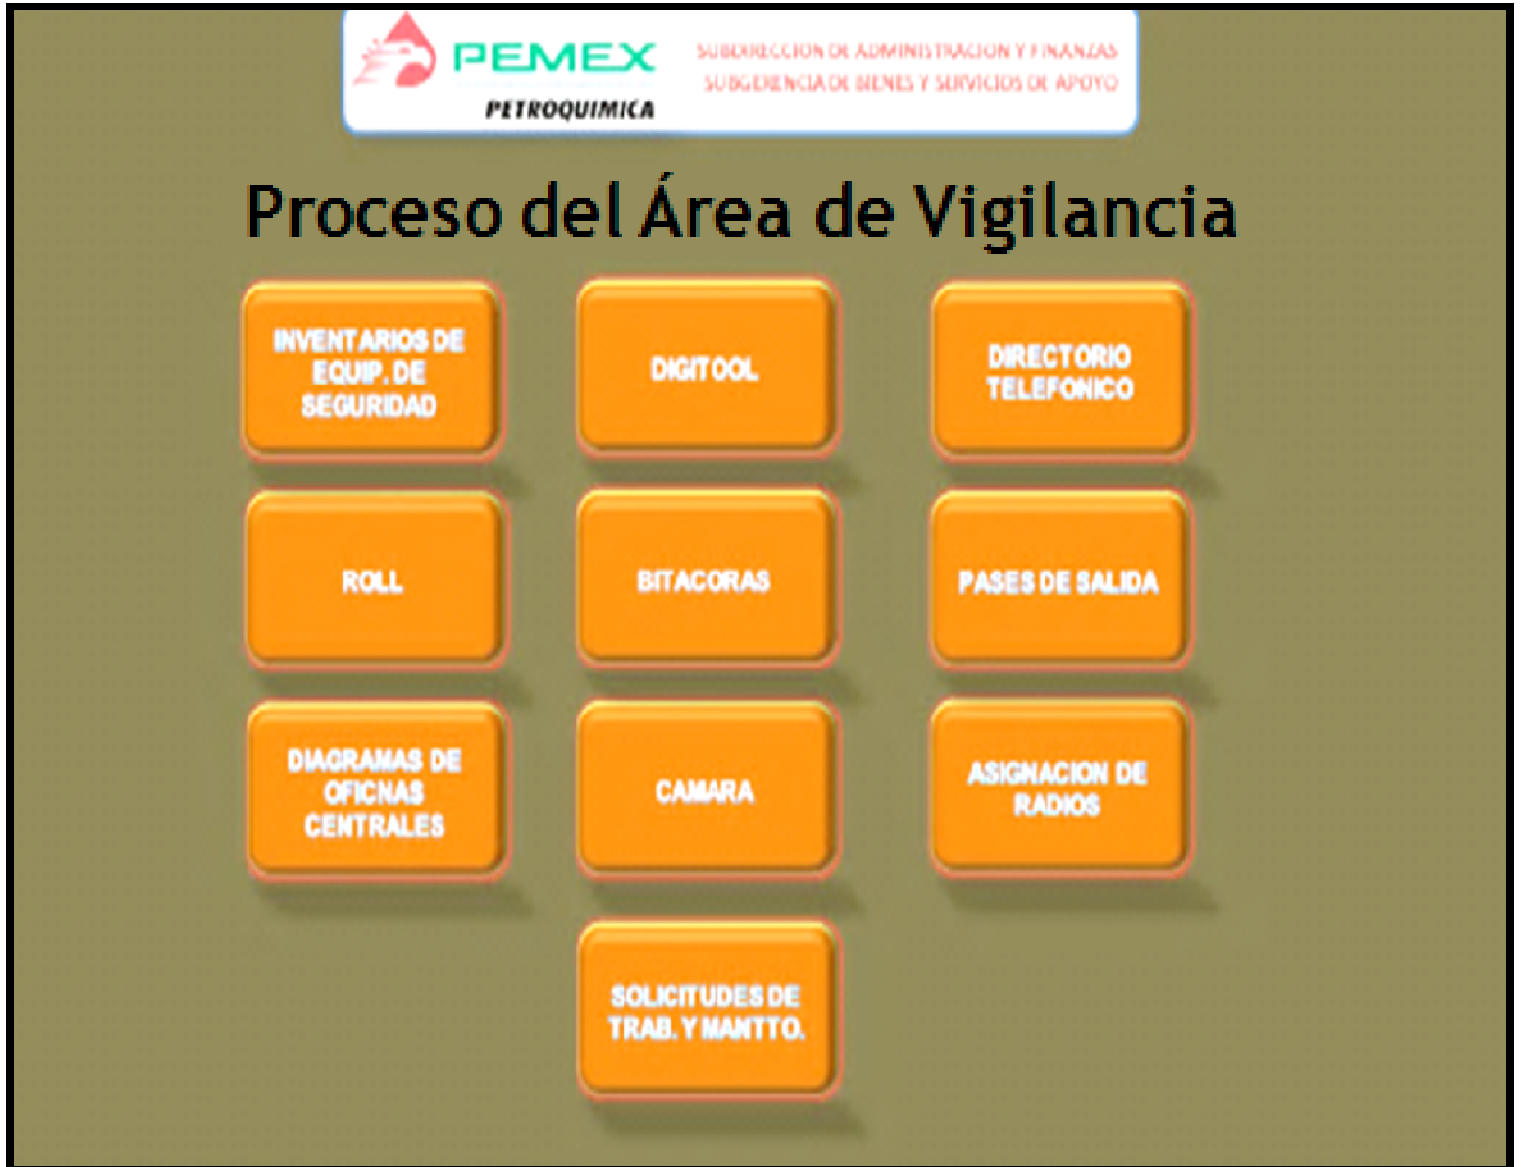 PEMEX
PETROQUIMICA
SUBDIRECCION DE ADMINISTRACION Y FINANZAS
SUBGERENCIA DE BIENES Y SERVICIOS DE APOYO
Proceso del Área de Vigilancia
INVENTARIOS DE
EQUIP. DE
SEGURIDAD
DIGITOOL
DIRECTORIO
TELEFONICO
ROLL
BITACORAS
PASES DE SALIDA
DIAGRAMAS DE
OFICNAS
CENTRALES
CAMARA
ASIGNACION DE
RADIOS
SOLICITUDES DE
TRAB. Y MANTTO.